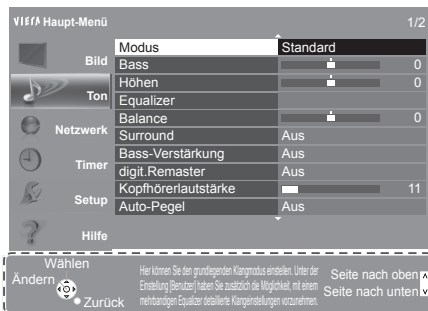 VIERA Haupt-Menü 1/2
Bild
Ton
Netzwerk
Timer
Setup
Hilfe
Modus Standard
Bass 0
Höhen 0
Equalizer
Balance 0
Surround Aus
Bass-Verstärkung Aus
digit.Remaster Aus
Kopfhörerlautstärke 11
Auto-Pegel Aus
Wählen
Ändern
Zurück
Hier können Sie den grundlegenden Klangmodus einstellen. Unter der
Einstellung [Benutzer] haben Sie zusätzlich die Möglichkeit, mit einem
mehrbandigen Equalizer detaillierte Klangeinstellungen vorzunehmen.
Seite nach oben
Seite nach unten